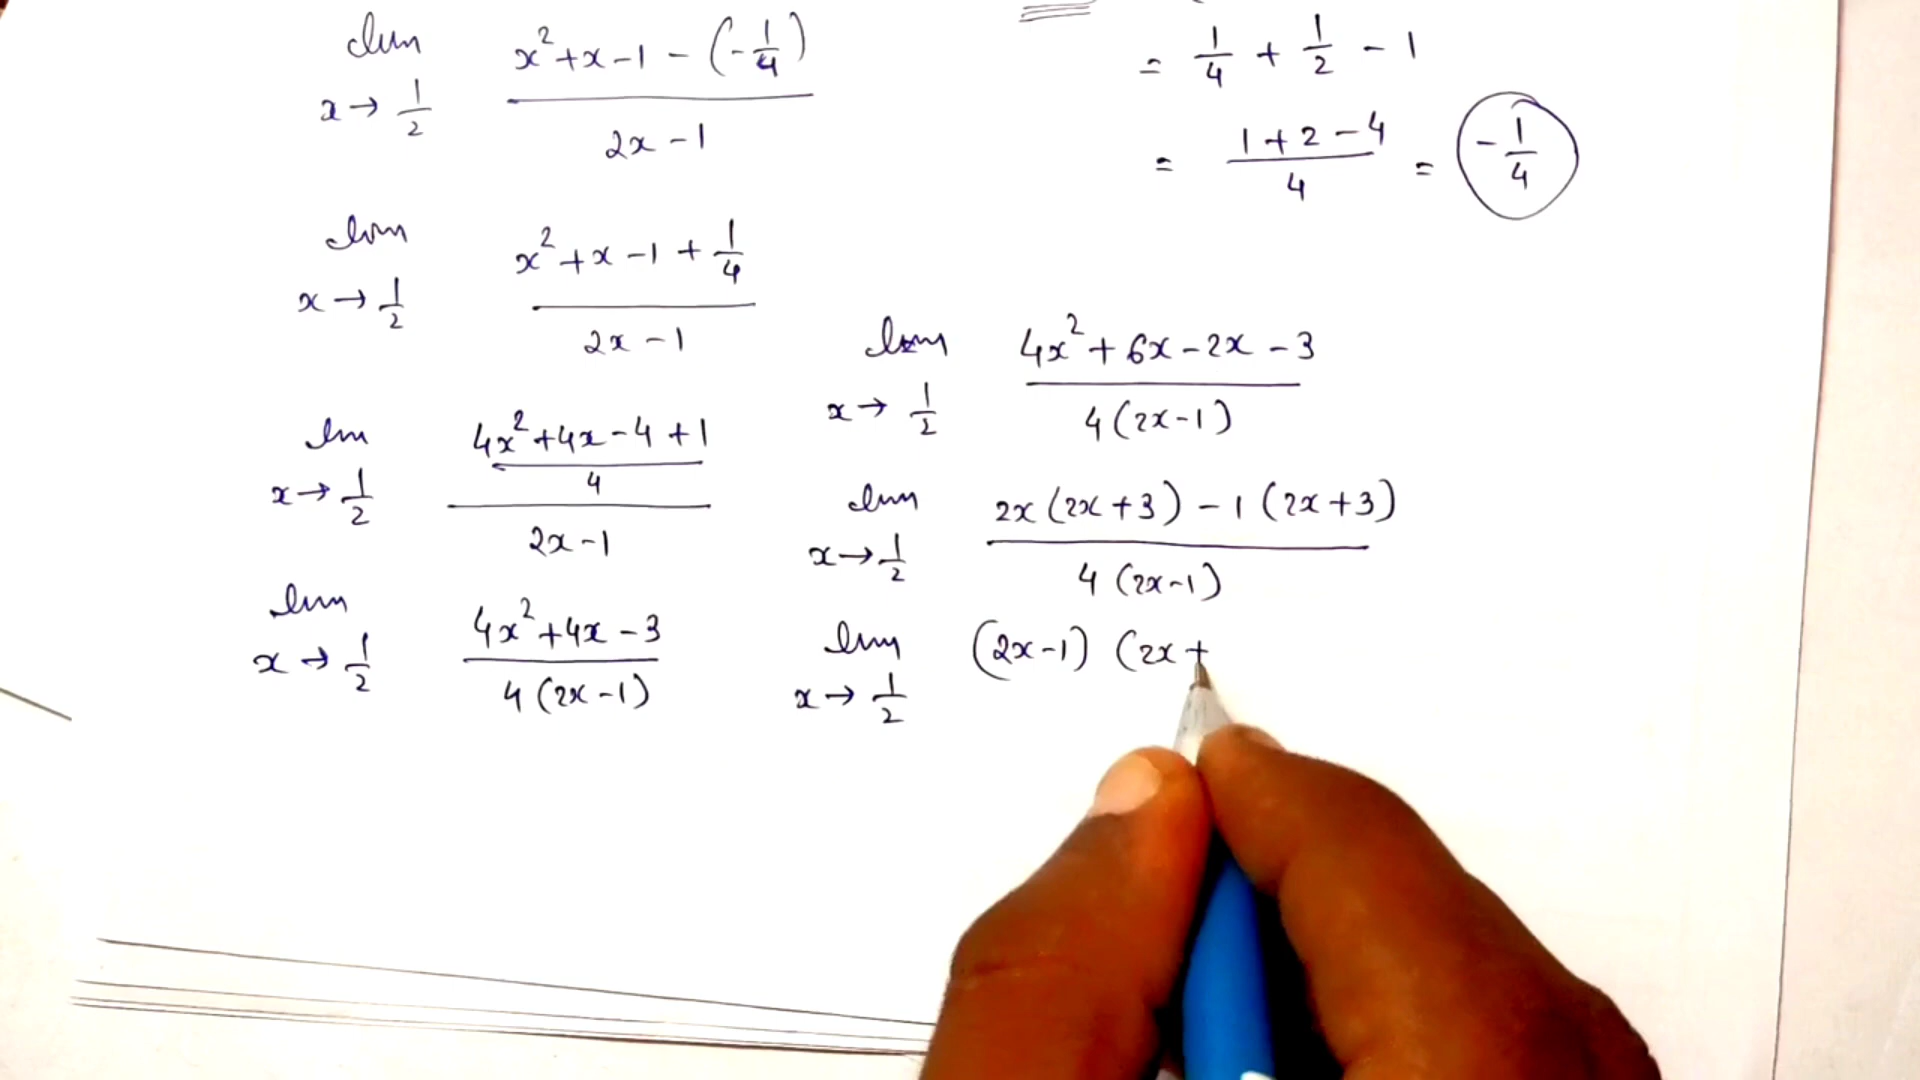 lim x→1/2 (x²+x-1-(-1/4))/(2x-1)
lim x→1/2 (x²+x-1+1/4)/(2x-1)
lim x→1/2 ((4x²+4x-4+1)/4)/(2x-1)
lim x→1/2 (4x²+4x-3)/(4(2x-1))
= 1/4 + 1/2 - 1
= (1+2-4)/4 = -1/4
lim x→1/2 (4x²+6x-2x-3)/(4(2x-1))
lim x→1/2 (2x(2x+3)-1(2x+3))/(4(2x-1))
lim x→1/2 (2x-1)(2x+